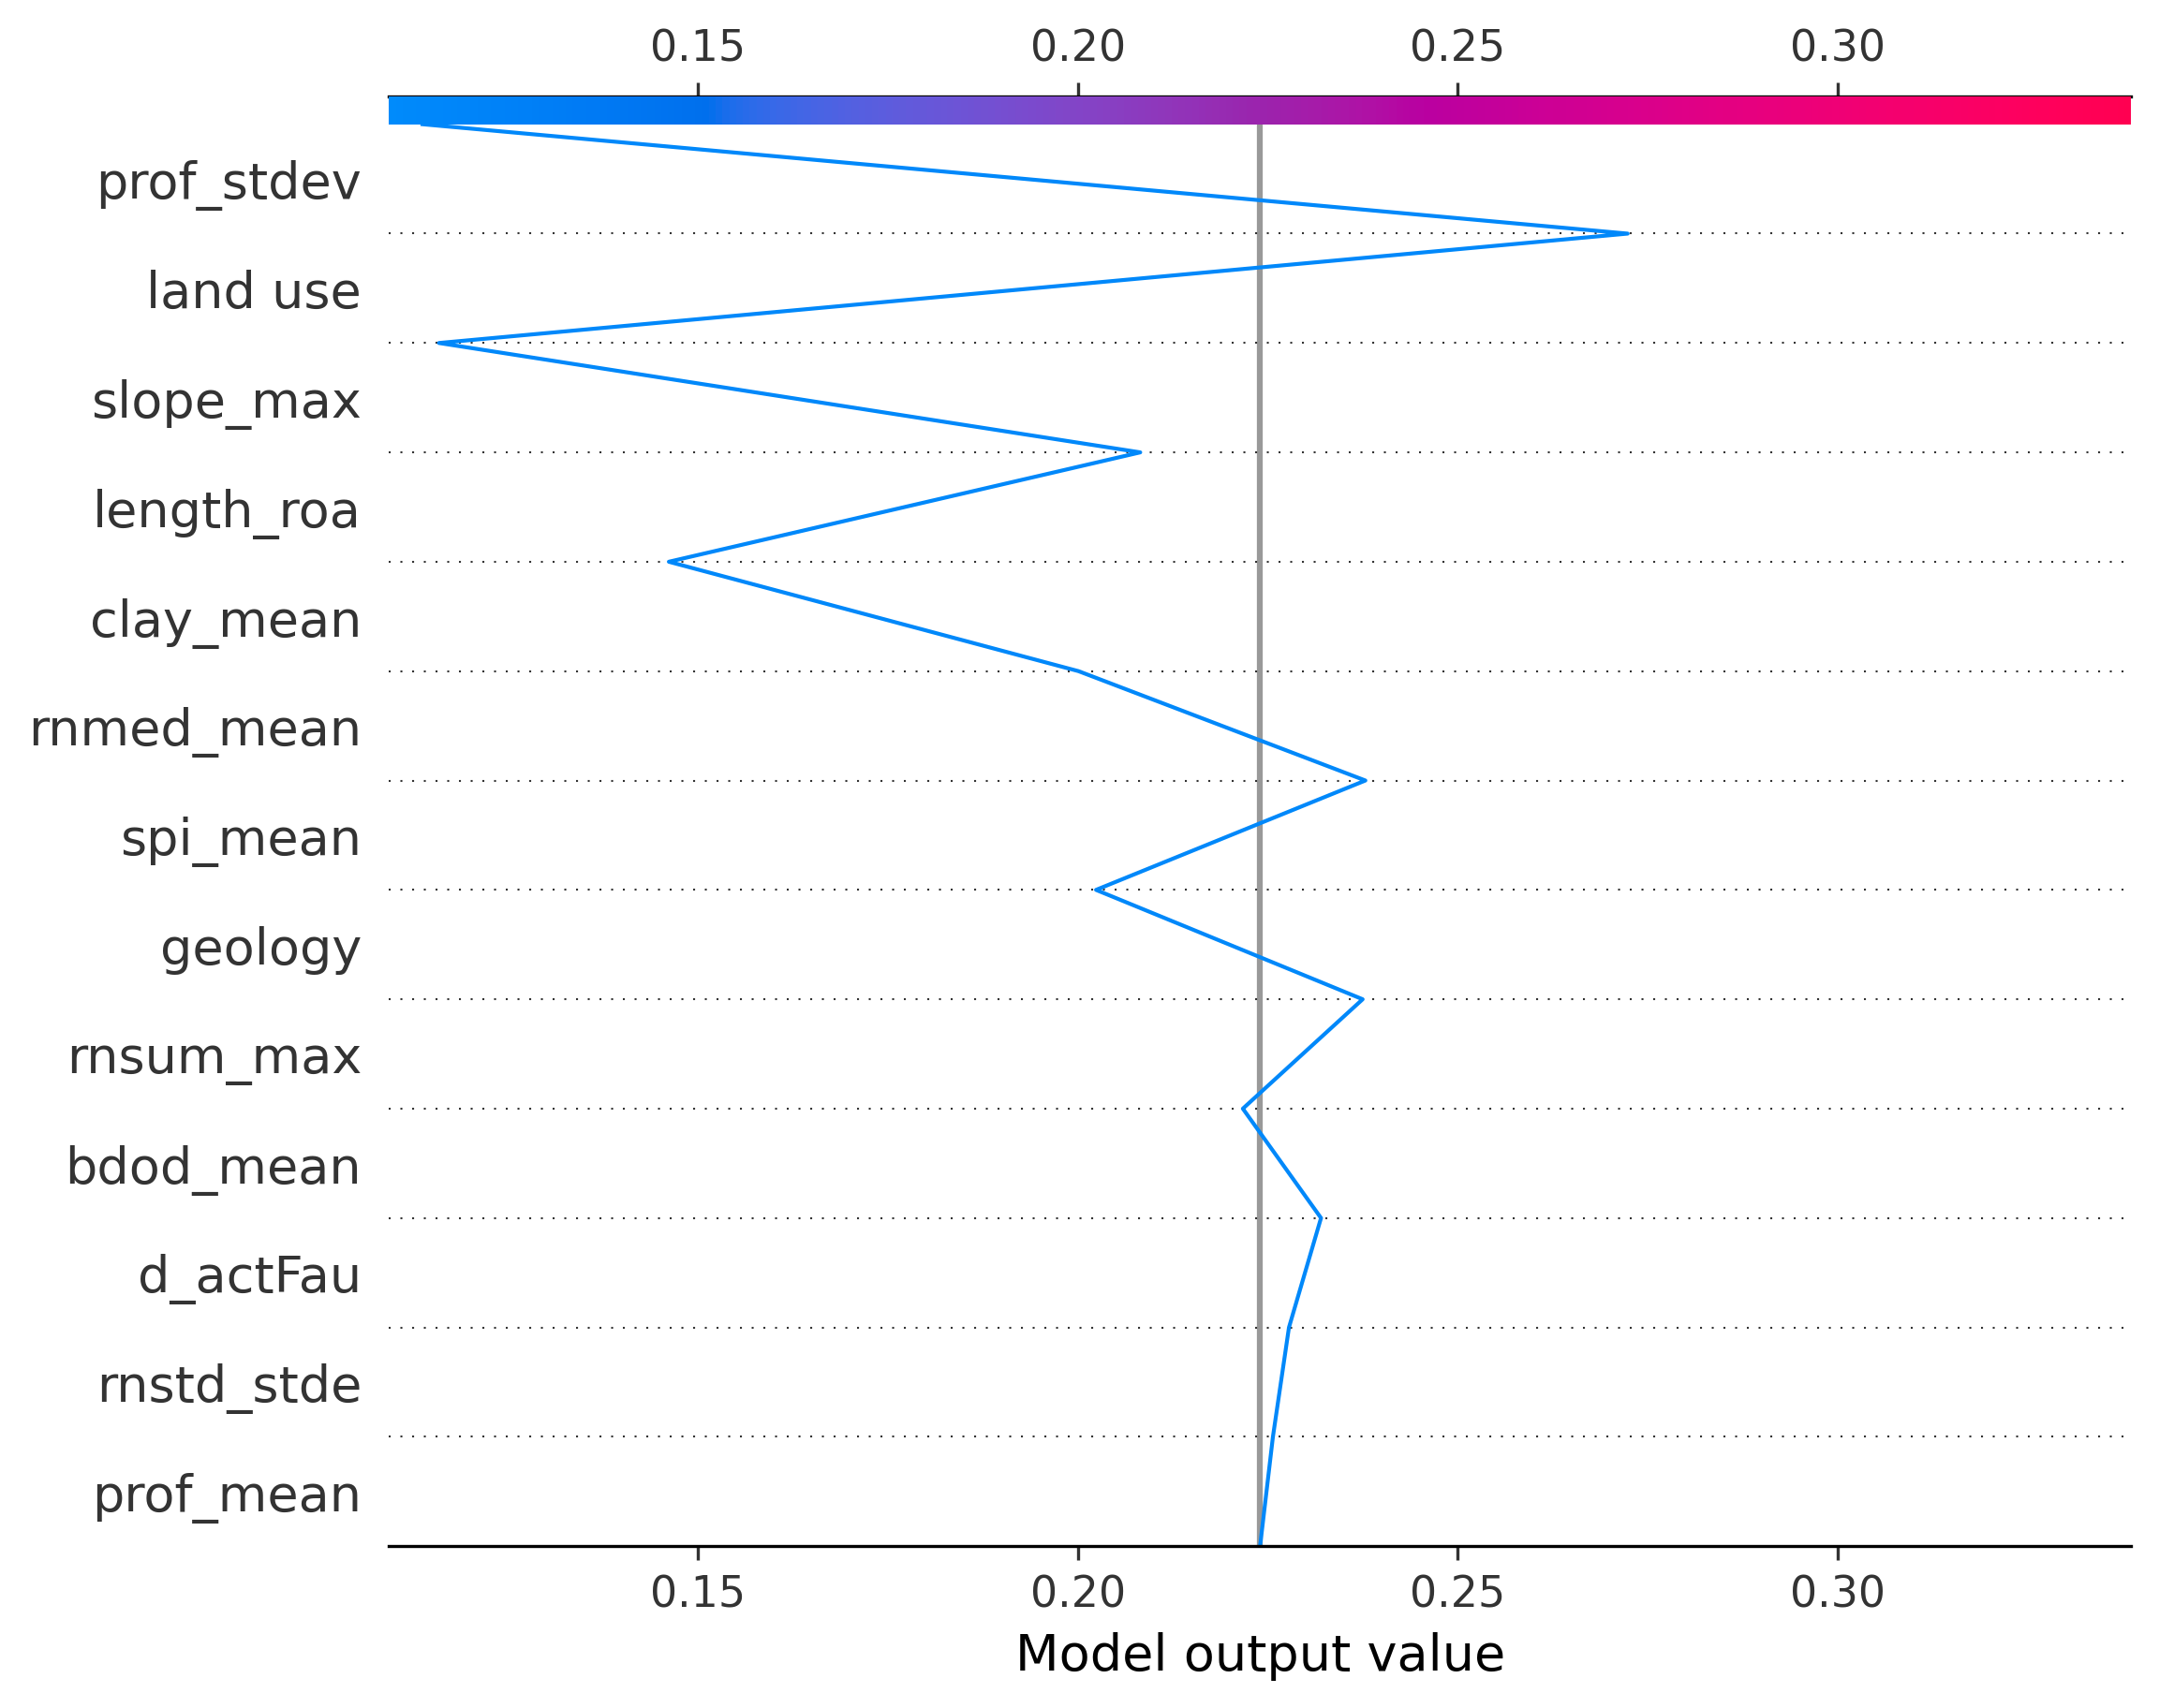 0.15 0.20 0.25 0.30
prof_stdev
land use
slope_max
length_roa
clay_mean
rnmed_mean
spi_mean
geology
rnsum_max
bdod_mean
d_actFau
rnstd_stde
prof_mean
0.15 0.20 0.25 0.30
Model output value